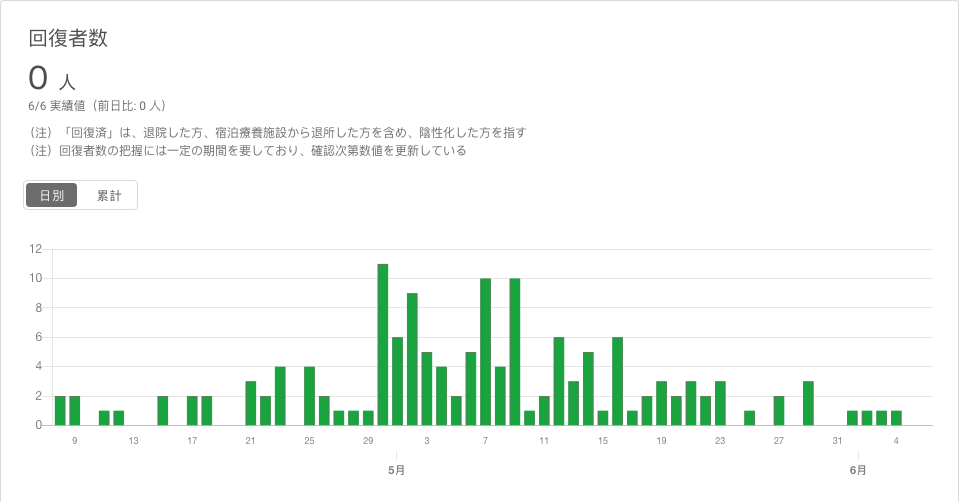 回復者数
0 人
6/6 実績値（前日比: 0 人）
（注）「回復済」は、退院した方、宿泊療養施設から退所した方を含め、陰性化した方を指す
（注）回復者数の把握には一定の期間を要しており、確認次第数値を更新している
日別 累計
12
10
8
6
4
2
0
9 13 17 21 25 29 3 7 11 15 19 23 27 31 4
5月 6月